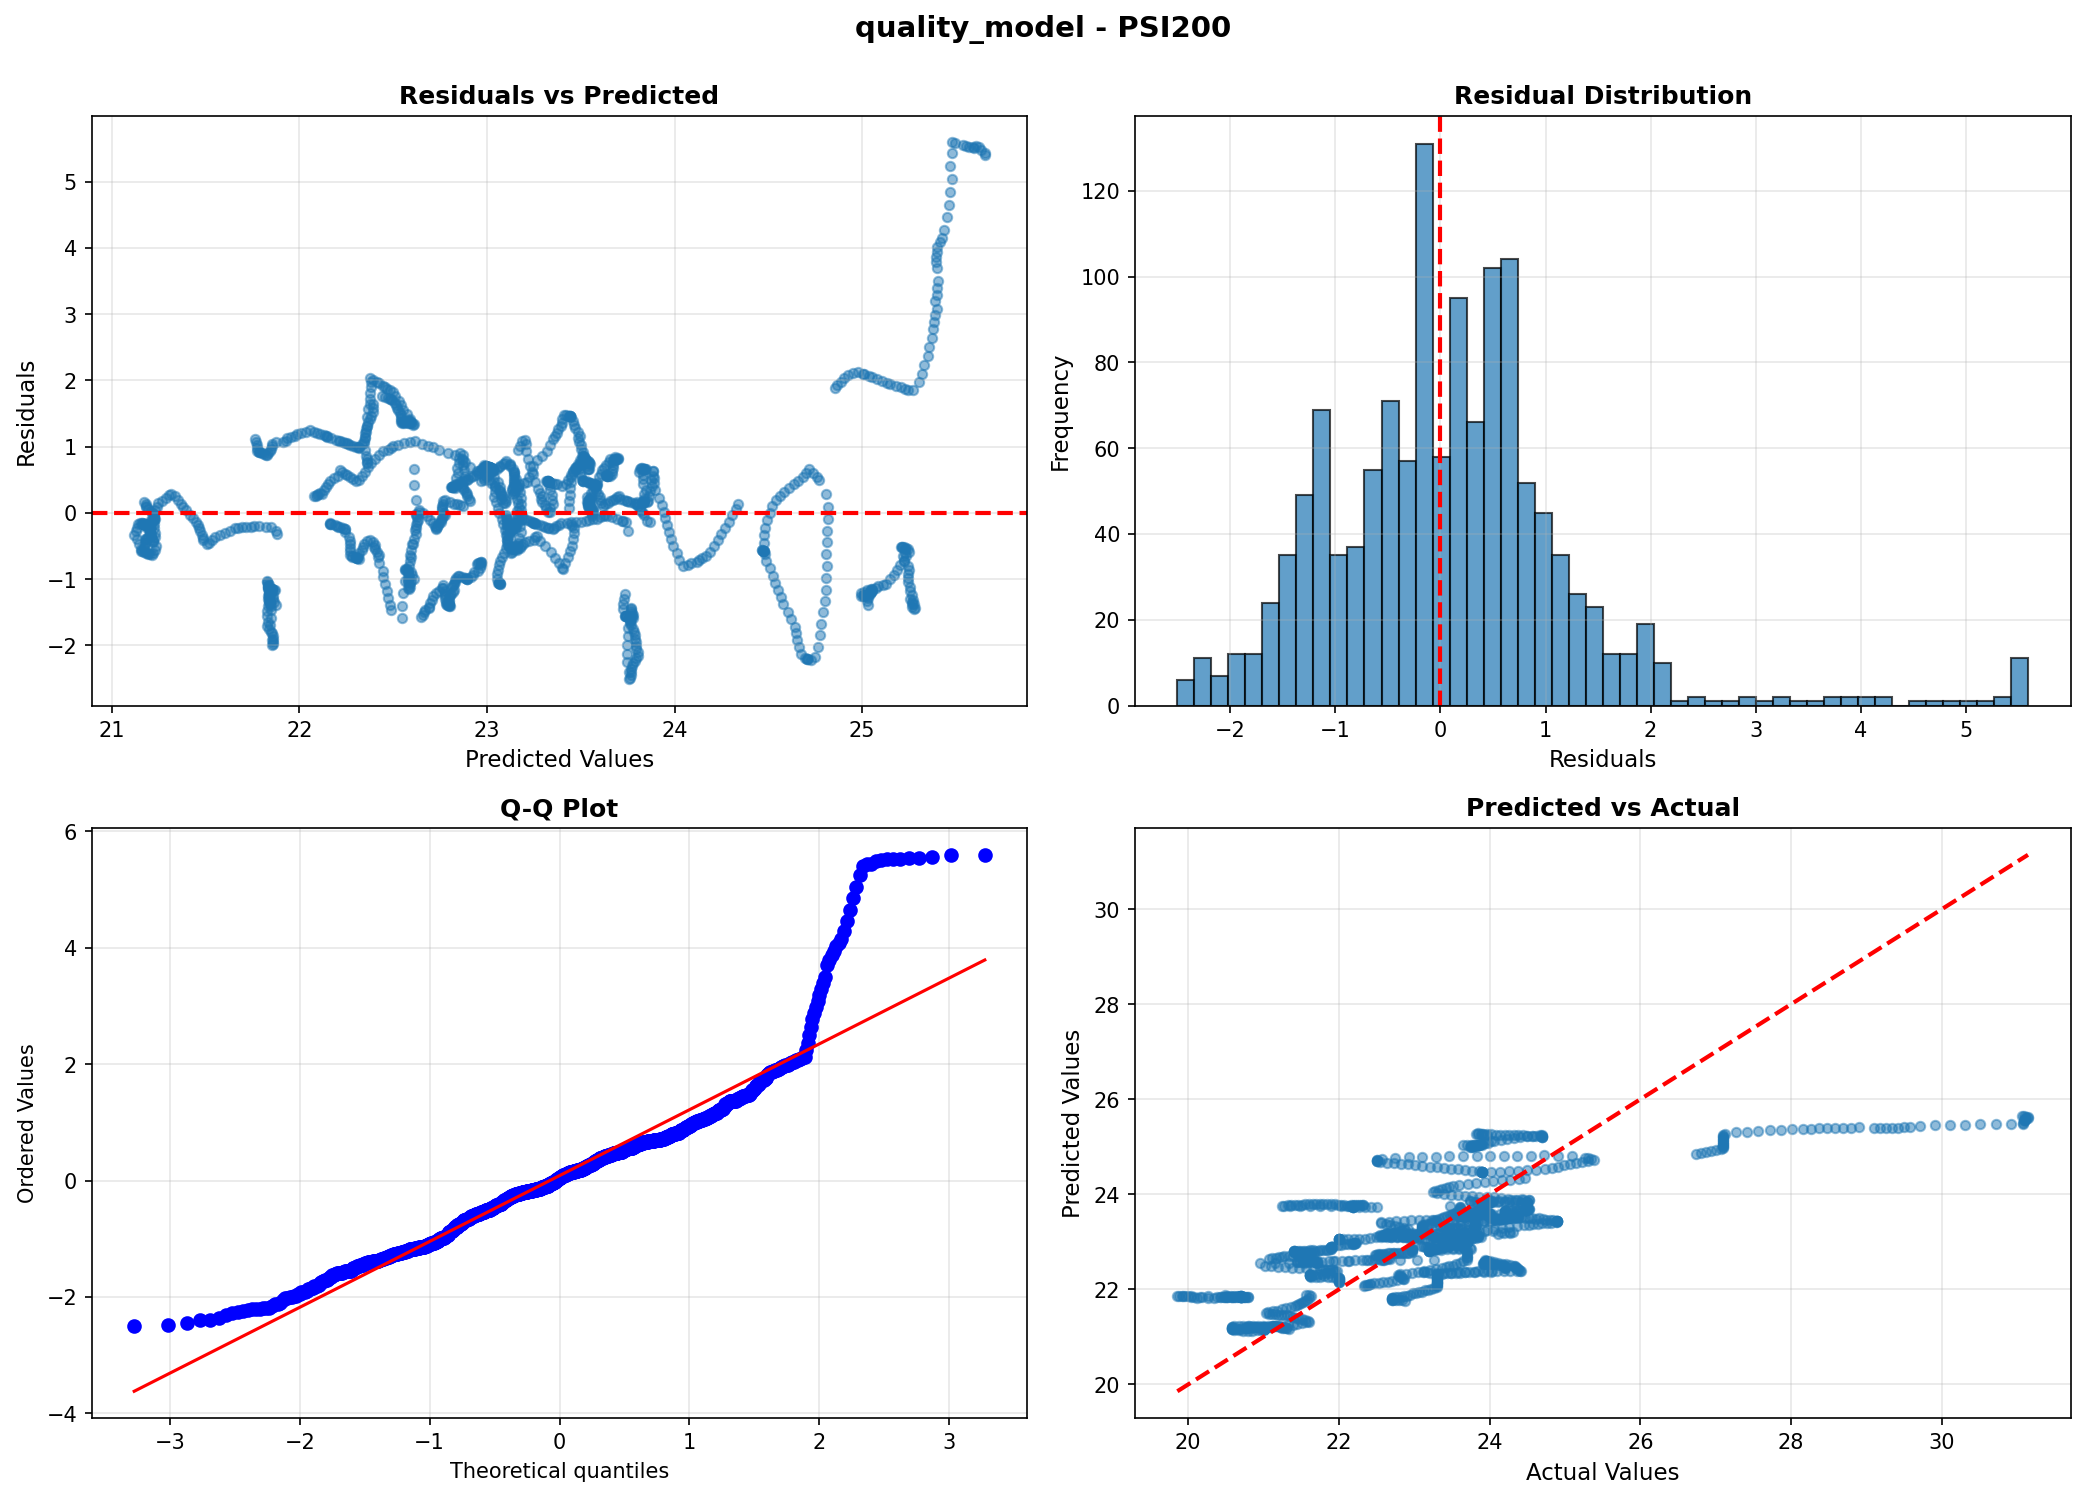 quality_model - PSI200
Residuals vs Predicted
Residuals
5
4
3
2
1
0
−1
−2
21 22 23 24 25
Predicted Values
Residual Distribution
Frequency
120
100
80
60
40
20
0
−2 −1 0 1 2 3 4 5
Residuals
Q-Q Plot
Ordered Values
6
4
2
0
−2
−4
−3 −2 −1 0 1 2 3
Theoretical quantiles
Predicted vs Actual
Predicted Values
30
28
26
24
22
20
20 22 24 26 28 30
Actual Values